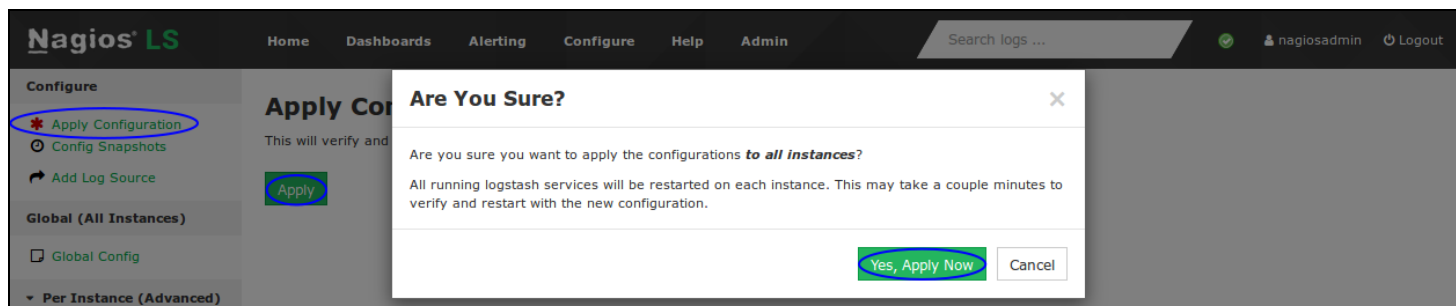 Nagios® LS
Home Dashboards Alerting Configure Help Admin Search logs ... nagiosadmin Logout
Configure
Apply Configuration
Config Snapshots
Add Log Source
Global (All Instances)
Global Config
Per Instance (Advanced)
Apply Con
This will verify and
Apply
Are You Sure?
×
Are you sure you want to apply the configurations to all instances?
All running logstash services will be restarted on each instance. This may take a couple minutes to
verify and restart with the new configuration.
Yes, Apply Now Cancel